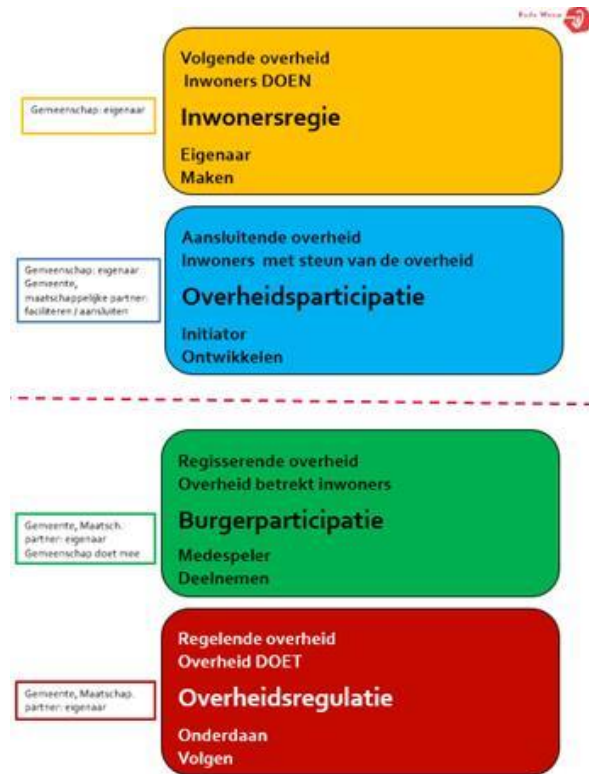 Volgende overheid
Inwoners DOEN
Inwonersregie
Eigenaar
Maken
Gemeenschap: eigenaar
Aansluitende overheid
Inwoners met steun van de overheid
Overheidsparticipatie
Initiator
Ontwikkelen
Gemeenschap: eigenaar
Gemeente,
maatschappelijke partner:
faciliteren / aansluiten
Regisserende overheid
Overheid betrekt inwoners
Burgerparticipatie
Medespeler
Deelnemen
Gemeente, Maatsch.
partner: eigenaar
Gemeenschap doet mee
Regelende overheid
Overheid DOET
Overheidsregulatie
Onderdaan
Volgen
Gemeente, Maatschap.
partner: eigenaar